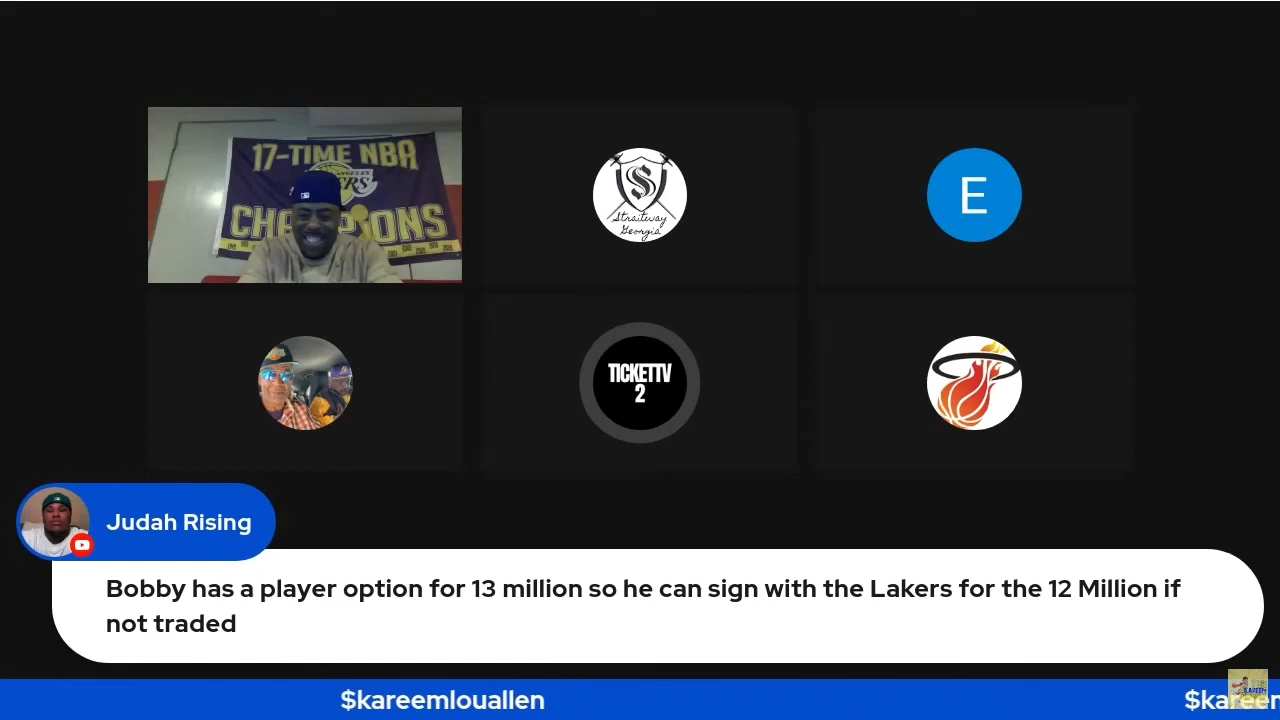 17-TIME NBA
CHAMPIONS
S
Straitway
Georgia
E
TICKETTV
2
Judah Rising
Bobby has a player option for 13 million so he can sign with the Lakers for the 12 Million if
not traded
$kareemlouallen